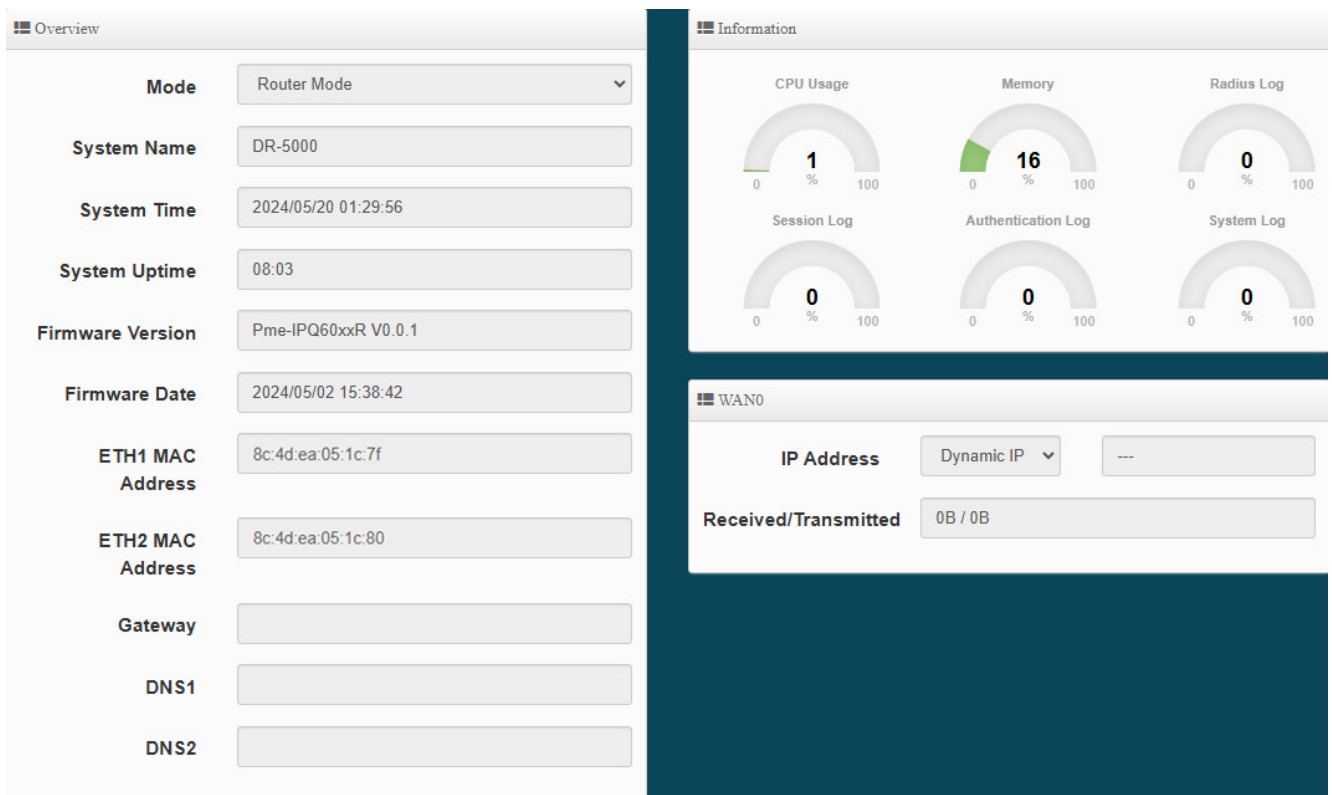 Overview
Mode Router Mode
System Name DR-5000
System Time 2024/05/20 01:29:56
System Uptime 08:03
Firmware Version Pme-IPQ60xxR V0.0.1
Firmware Date 2024/05/02 15:38:42
ETH1 MAC 8c:4d:ea:05:1c:7f
Address
ETH2 MAC 8c:4d:ea:05:1c:80
Address
Gateway
DNS1
DNS2
Information
CPU Usage Memory Radius Log
1 16 0
% % %
0 100 0 100 0 100
Session Log Authentication Log System Log
0 0 0
% % %
0 100 0 100 0 100
WAN0
IP Address Dynamic IP ---
Received/Transmitted 0B / 0B